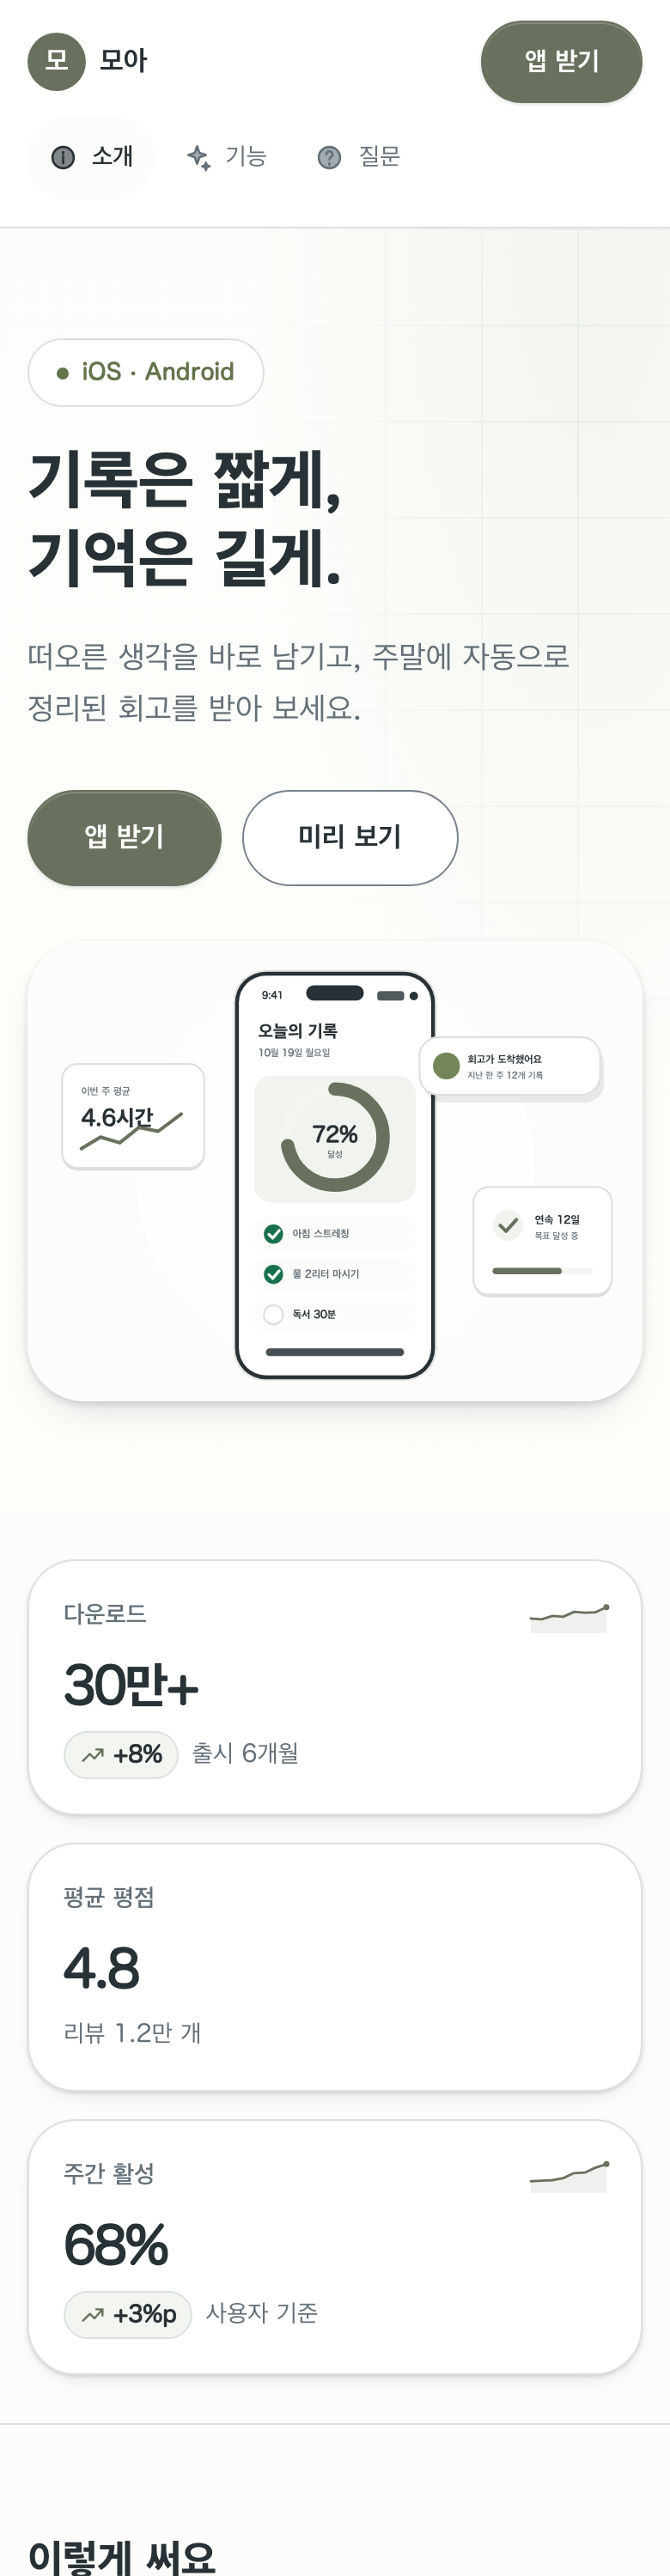 모 모아
앱 받기
소개 기능 질문
iOS · Android
기록은 짧게,
기억은 길게.
떠오른 생각을 바로 남기고, 주말에 자동으로
정리된 회고를 받아 보세요.
앱 받기 미리 보기
9:41
오늘의 기록
10월 19일 월요일
이번 주 평균
4.6시간
회고가 도착했어요
지난 한 주 12개 기록
72%
달성
연속 12일
목표 달성 중
아침 스트레칭
물 2리터 마시기
독서 30분
다운로드
30만+
+8% 출시 6개월
평균 평점
4.8
리뷰 1.2만 개
주간 활성
68%
+3%p 사용자 기준
이렇게 써요